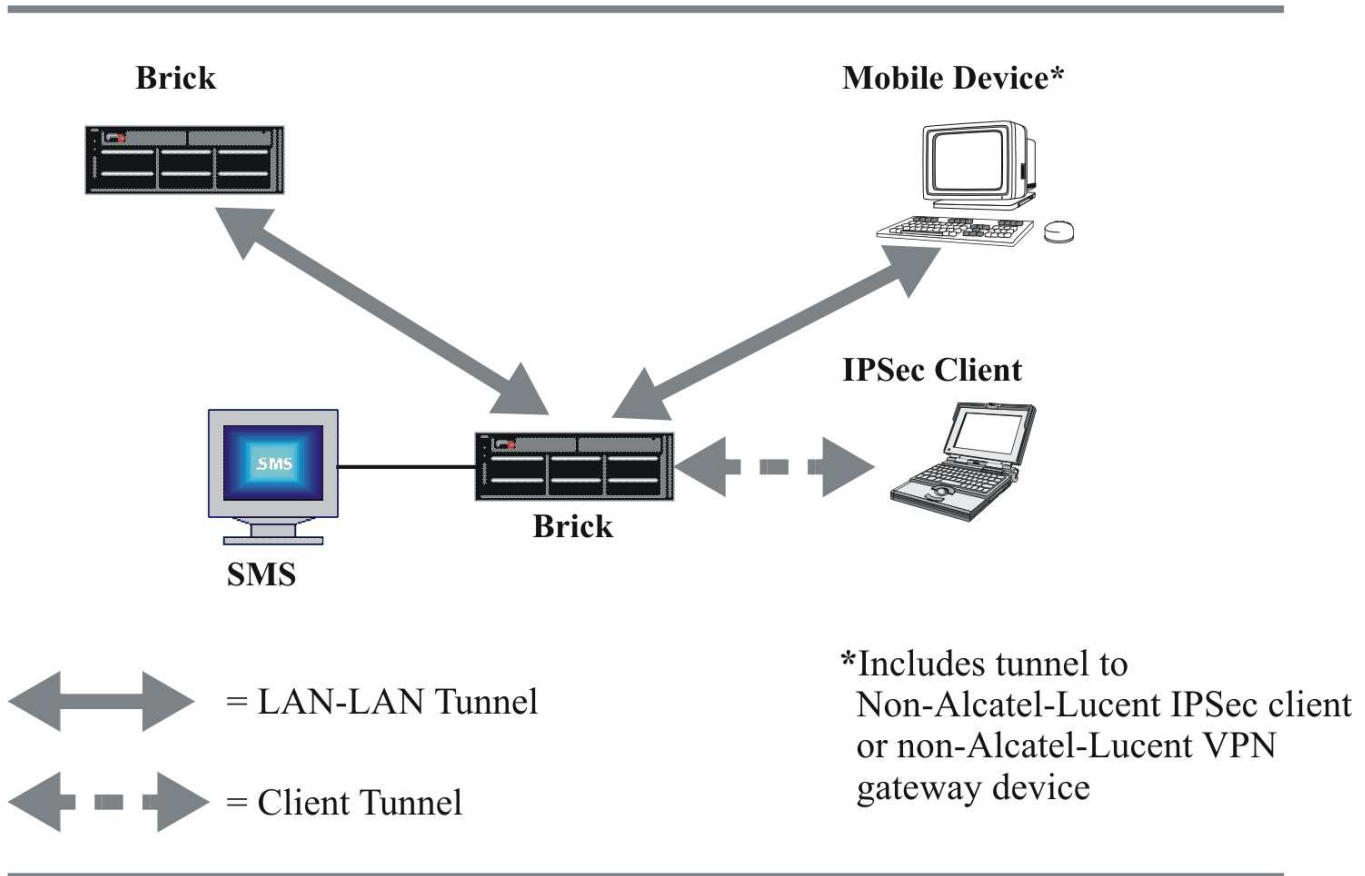 Brick
Mobile Device*
IPSec Client
SMS
Brick
SMS
= LAN-LAN Tunnel
= Client Tunnel
*Includes tunnel to
Non-Alcatel-Lucent IPSec client
or non-Alcatel-Lucent VPN
gateway device